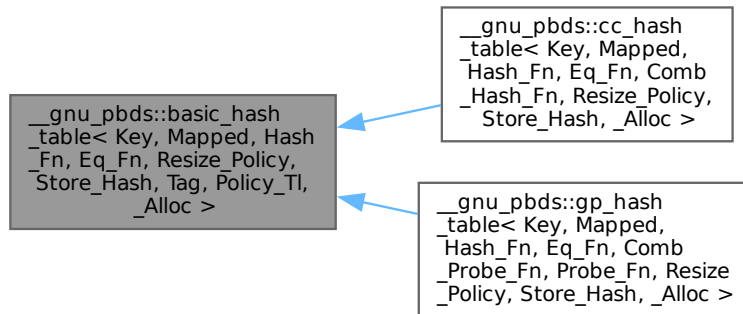 __gnu_pbds::basic_hash
_table< Key, Mapped, Hash
_Fn, Eq_Fn, Resize_Policy,
Store_Hash, Tag, Policy_Tl,
_Alloc >
__gnu_pbds::cc_hash
_table< Key, Mapped,
Hash_Fn, Eq_Fn, Comb
_Hash_Fn, Resize_Policy,
Store_Hash, _Alloc >
__gnu_pbds::gp_hash
_table< Key, Mapped,
Hash_Fn, Eq_Fn, Comb
_Probe_Fn, Probe_Fn, Resize
_Policy, Store_Hash, _Alloc >